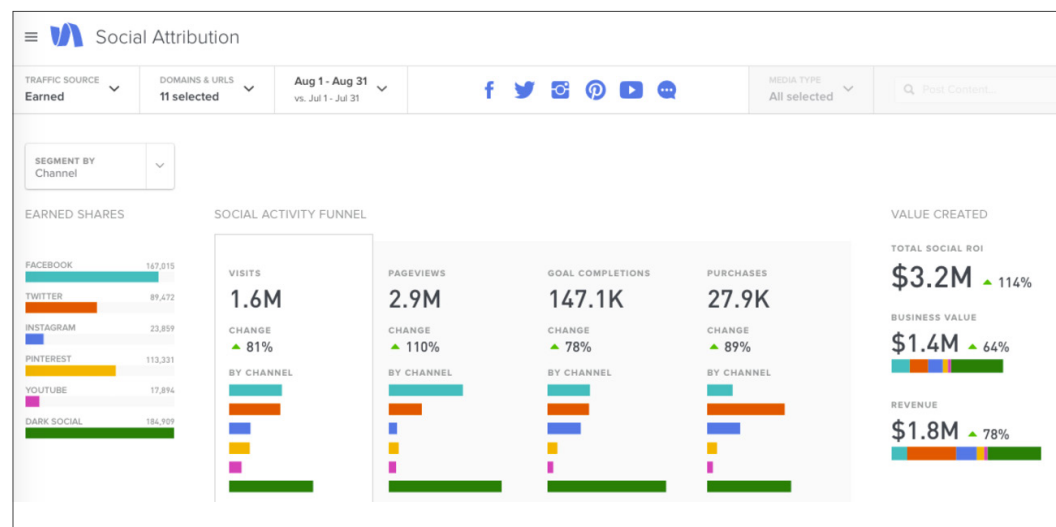 Social Attribution
TRAFFIC SOURCE
Earned
DOMAINS & URLS
11 selected
Aug 1 - Aug 31
vs. Jul 1 - Jul 31
MEDIA TYPE
All selected
Post Content...
SEGMENT BY
Channel
EARNED SHARES
FACEBOOK 167,015
TWITTER 89,472
INSTAGRAM 23,859
PINTEREST 113,331
YOUTUBE 17,894
DARK SOCIAL 184,909
SOCIAL ACTIVITY FUNNEL
VISITS
1.6M
CHANGE
81%
BY CHANNEL
PAGEVIEWS
2.9M
CHANGE
110%
BY CHANNEL
GOAL COMPLETIONS
147.1K
CHANGE
78%
BY CHANNEL
PURCHASES
27.9K
CHANGE
89%
BY CHANNEL
VALUE CREATED
TOTAL SOCIAL ROI
$3.2M 114%
BUSINESS VALUE
$1.4M 64%
REVENUE
$1.8M 78%